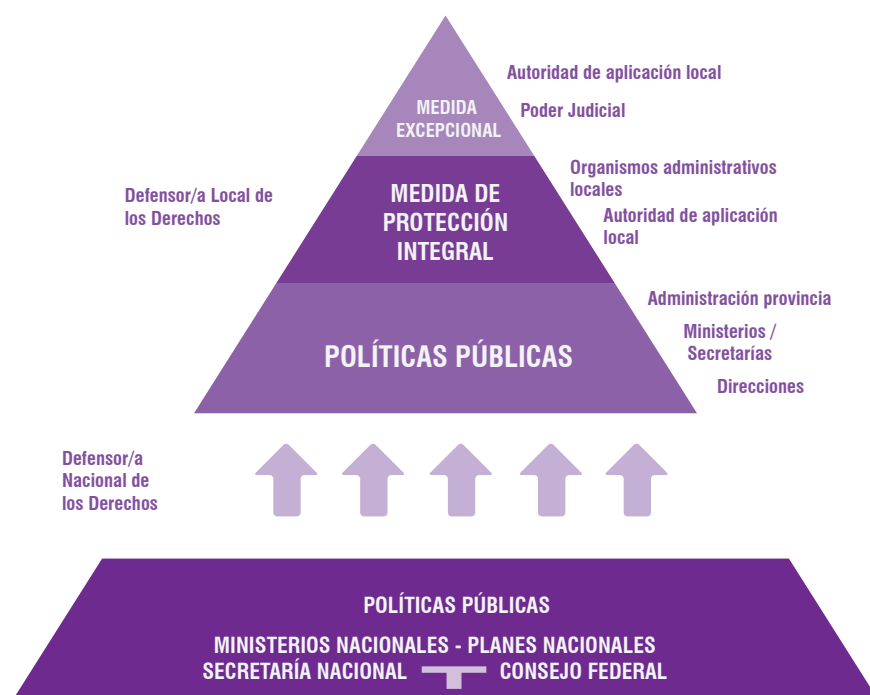 Autoridad de aplicación local
MEDIDA
EXCEPCIONAL
Poder Judicial
Organismos administrativos
locales
Defensor/a Local de
los Derechos
MEDIDA DE
PROTECCIÓN
INTEGRAL
Autoridad de aplicación
local
Administración provincia
Ministerios /
Secretarías
POLÍTICAS PÚBLICAS
Direcciones
Defensor/a
Nacional de
los Derechos
POLÍTICAS PÚBLICAS
MINISTERIOS NACIONALES - PLANES NACIONALES
SECRETARÍA NACIONAL CONSEJO FEDERAL